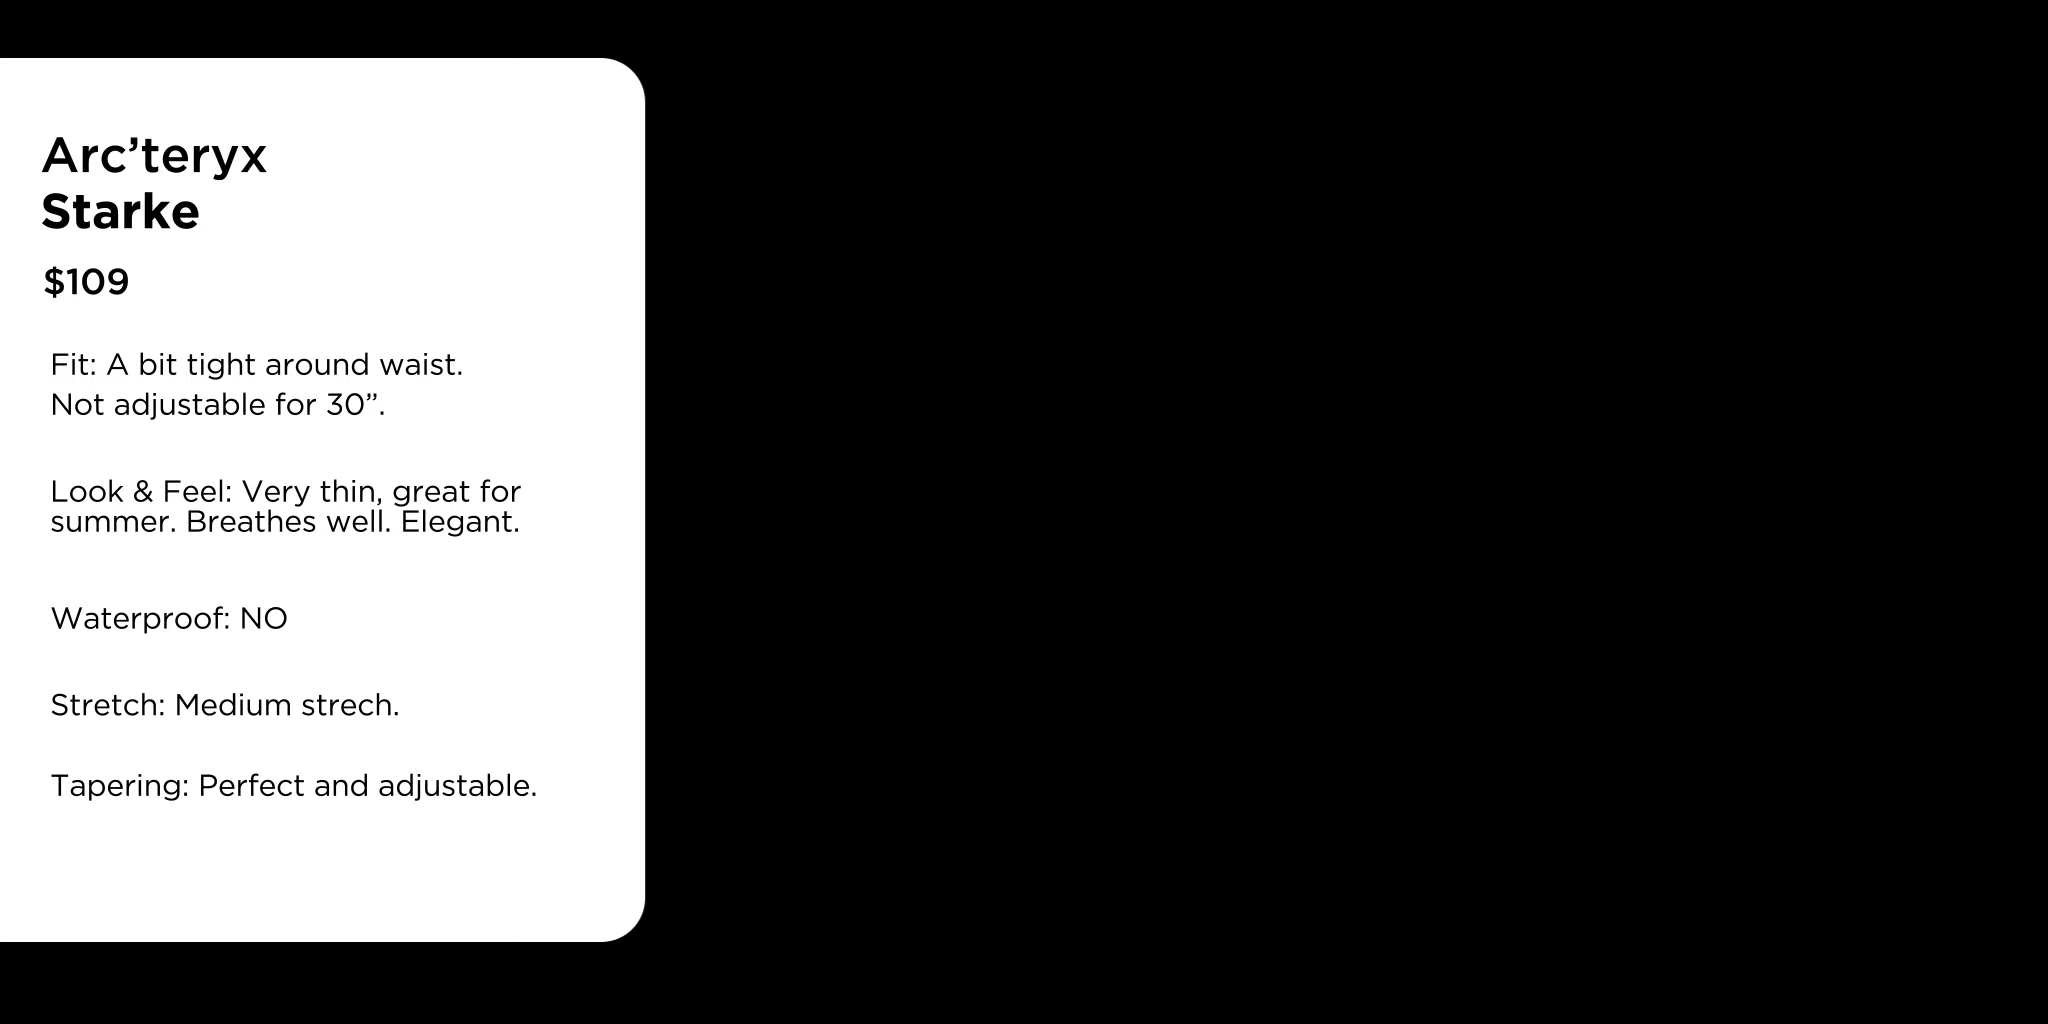 Arc’teryx
Starke
$109
Fit: A bit tight around waist.
Not adjustable for 30”.
Look & Feel: Very thin, great for
summer. Breathes well. Elegant.
Waterproof: NO
Stretch: Medium strech.
Tapering: Perfect and adjustable.